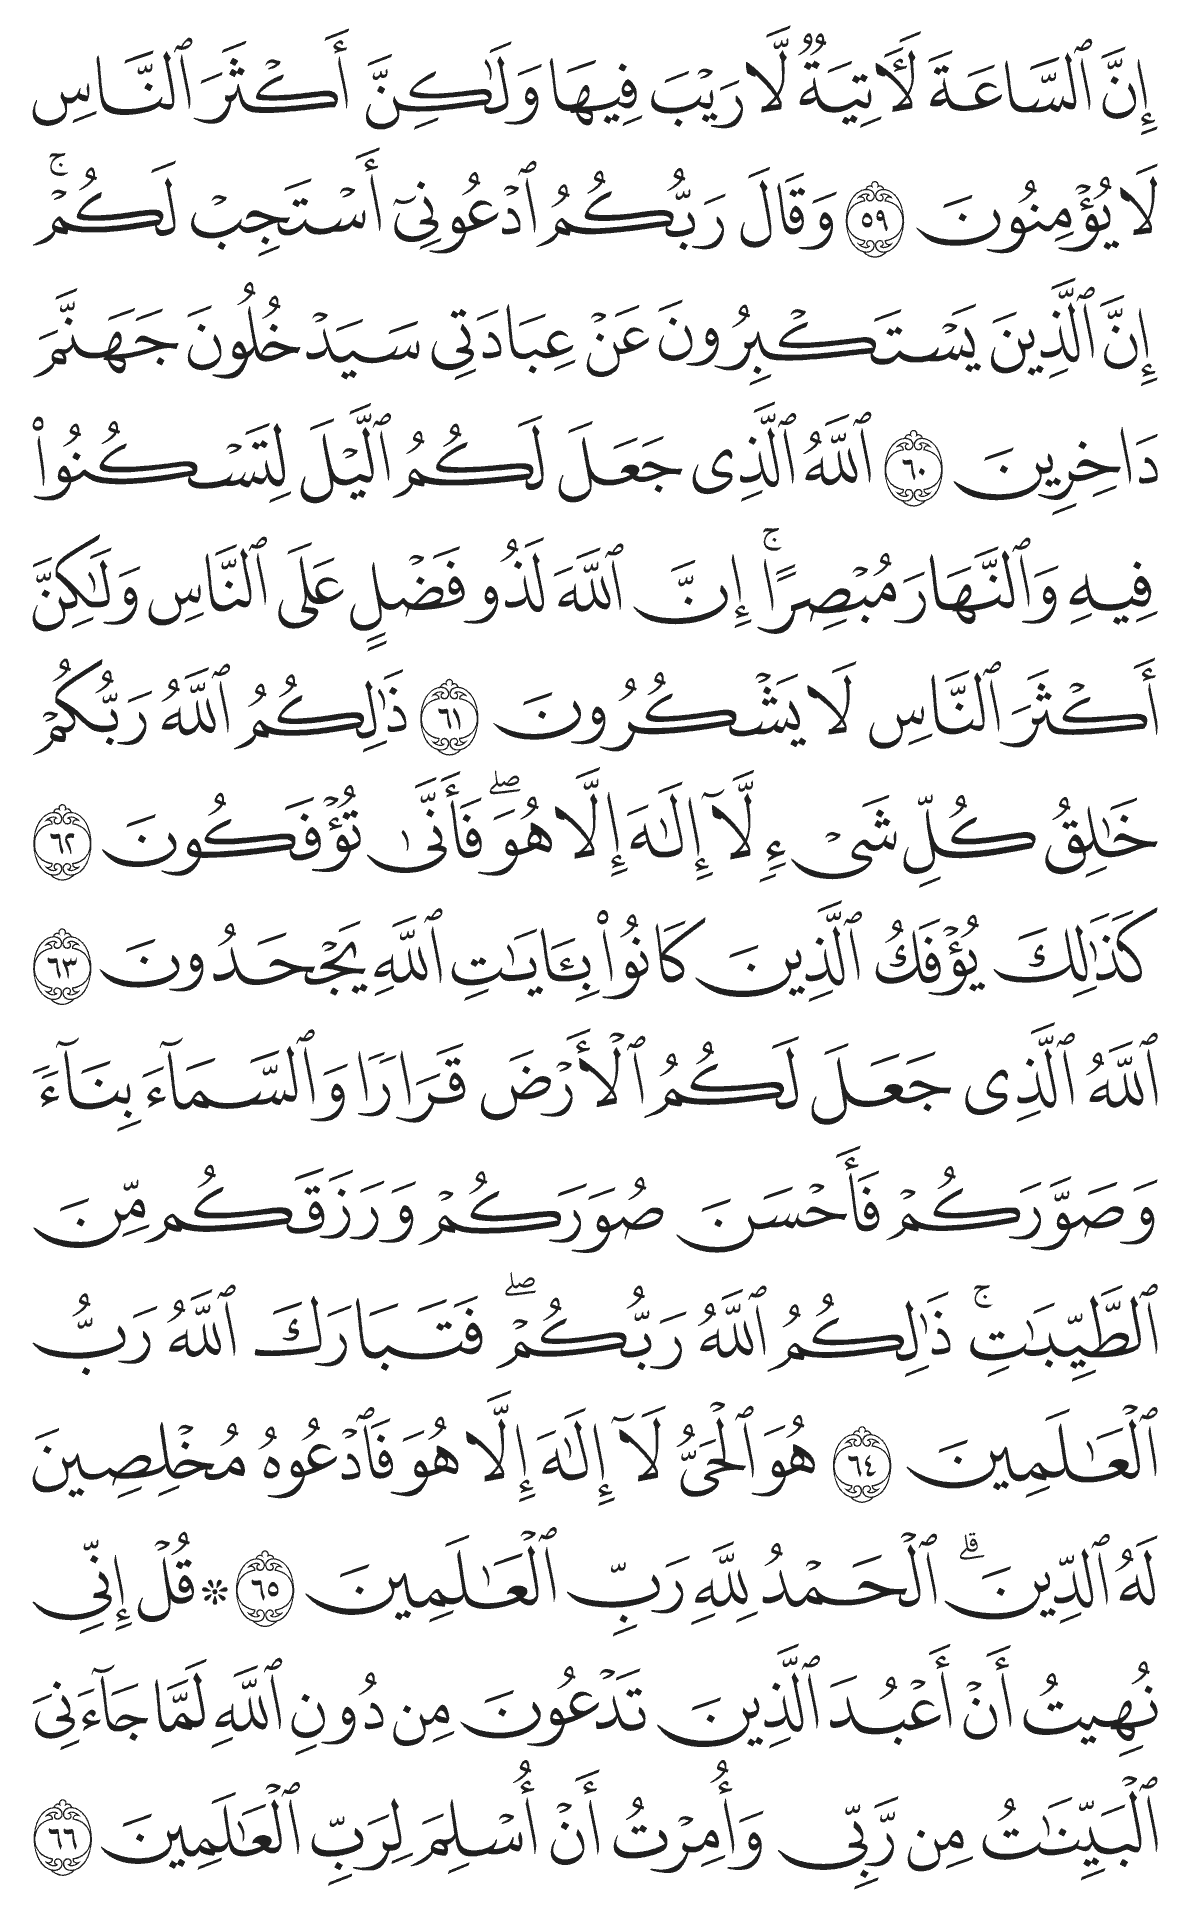 إِنَّ ٱلسَّاعَةَ لَـَٔاتِيَةٌ لَّا رَيْبَ فِيهَا وَلَـٰكِنَّ أَكْثَرَ ٱلنَّاسِ
لَا يُؤْمِنُونَ ٥٩ وَقَالَ رَبُّكُمُ ٱدْعُونِىٓ أَسْتَجِبْ لَكُمْ ۚ
إِنَّ ٱلَّذِينَ يَسْتَكْبِرُونَ عَنْ عِبَادَتِى سَيَدْخُلُونَ جَهَنَّمَ
دَاخِرِينَ ٦٠ ٱللَّهُ ٱلَّذِى جَعَلَ لَكُمُ ٱلَّيْلَ لِتَسْكُنُوا۟
فِيهِ وَٱلنَّهَارَ مُبْصِرًا ۚ إِنَّ ٱللَّهَ لَذُو فَضْلٍ عَلَى ٱلنَّاسِ وَلَـٰكِنَّ
أَكْثَرَ ٱلنَّاسِ لَا يَشْكُرُونَ ٦١ ذَٰلِكُمُ ٱللَّهُ رَبُّكُمْ
خَـٰلِقُ كُلِّ شَىْءٍ لَّآ إِلَـٰهَ إِلَّا هُوَ ۖ فَأَنَّىٰ تُؤْفَكُونَ ٦٢
كَذَٰلِكَ يُؤْفَكُ ٱلَّذِينَ كَانُوا۟ بِـَٔايَـٰتِ ٱللَّهِ يَجْحَدُونَ ٦٣
ٱللَّهُ ٱلَّذِى جَعَلَ لَكُمُ ٱلْأَرْضَ قَرَارًا وَٱلسَّمَآءَ بِنَآءً
وَصَوَّرَكُمْ فَأَحْسَنَ صُوَرَكُمْ وَرَزَقَكُم مِّنَ
ٱلطَّيِّبَـٰتِ ۚ ذَٰلِكُمُ ٱللَّهُ رَبُّكُمْ ۖ فَتَبَارَكَ ٱللَّهُ رَبُّ
ٱلْعَـٰلَمِينَ ٦٤ هُوَ ٱلْحَىُّ لَآ إِلَـٰهَ إِلَّا هُوَ فَٱدْعُوهُ مُخْلِصِينَ
لَهُ ٱلدِّينَ ۗ ٱلْحَمْدُ لِلَّهِ رَبِّ ٱلْعَـٰلَمِينَ ٦٥ * قُلْ إِنِّى
نُهِيتُ أَنْ أَعْبُدَ ٱلَّذِينَ تَدْعُونَ مِن دُونِ ٱللَّهِ لَمَّا جَآءَنِىَ
ٱلْبَيِّنَـٰتُ مِن رَّبِّى وَأُمِرْتُ أَنْ أُسْلِمَ لِرَبِّ ٱلْعَـٰلَمِينَ ٦٦